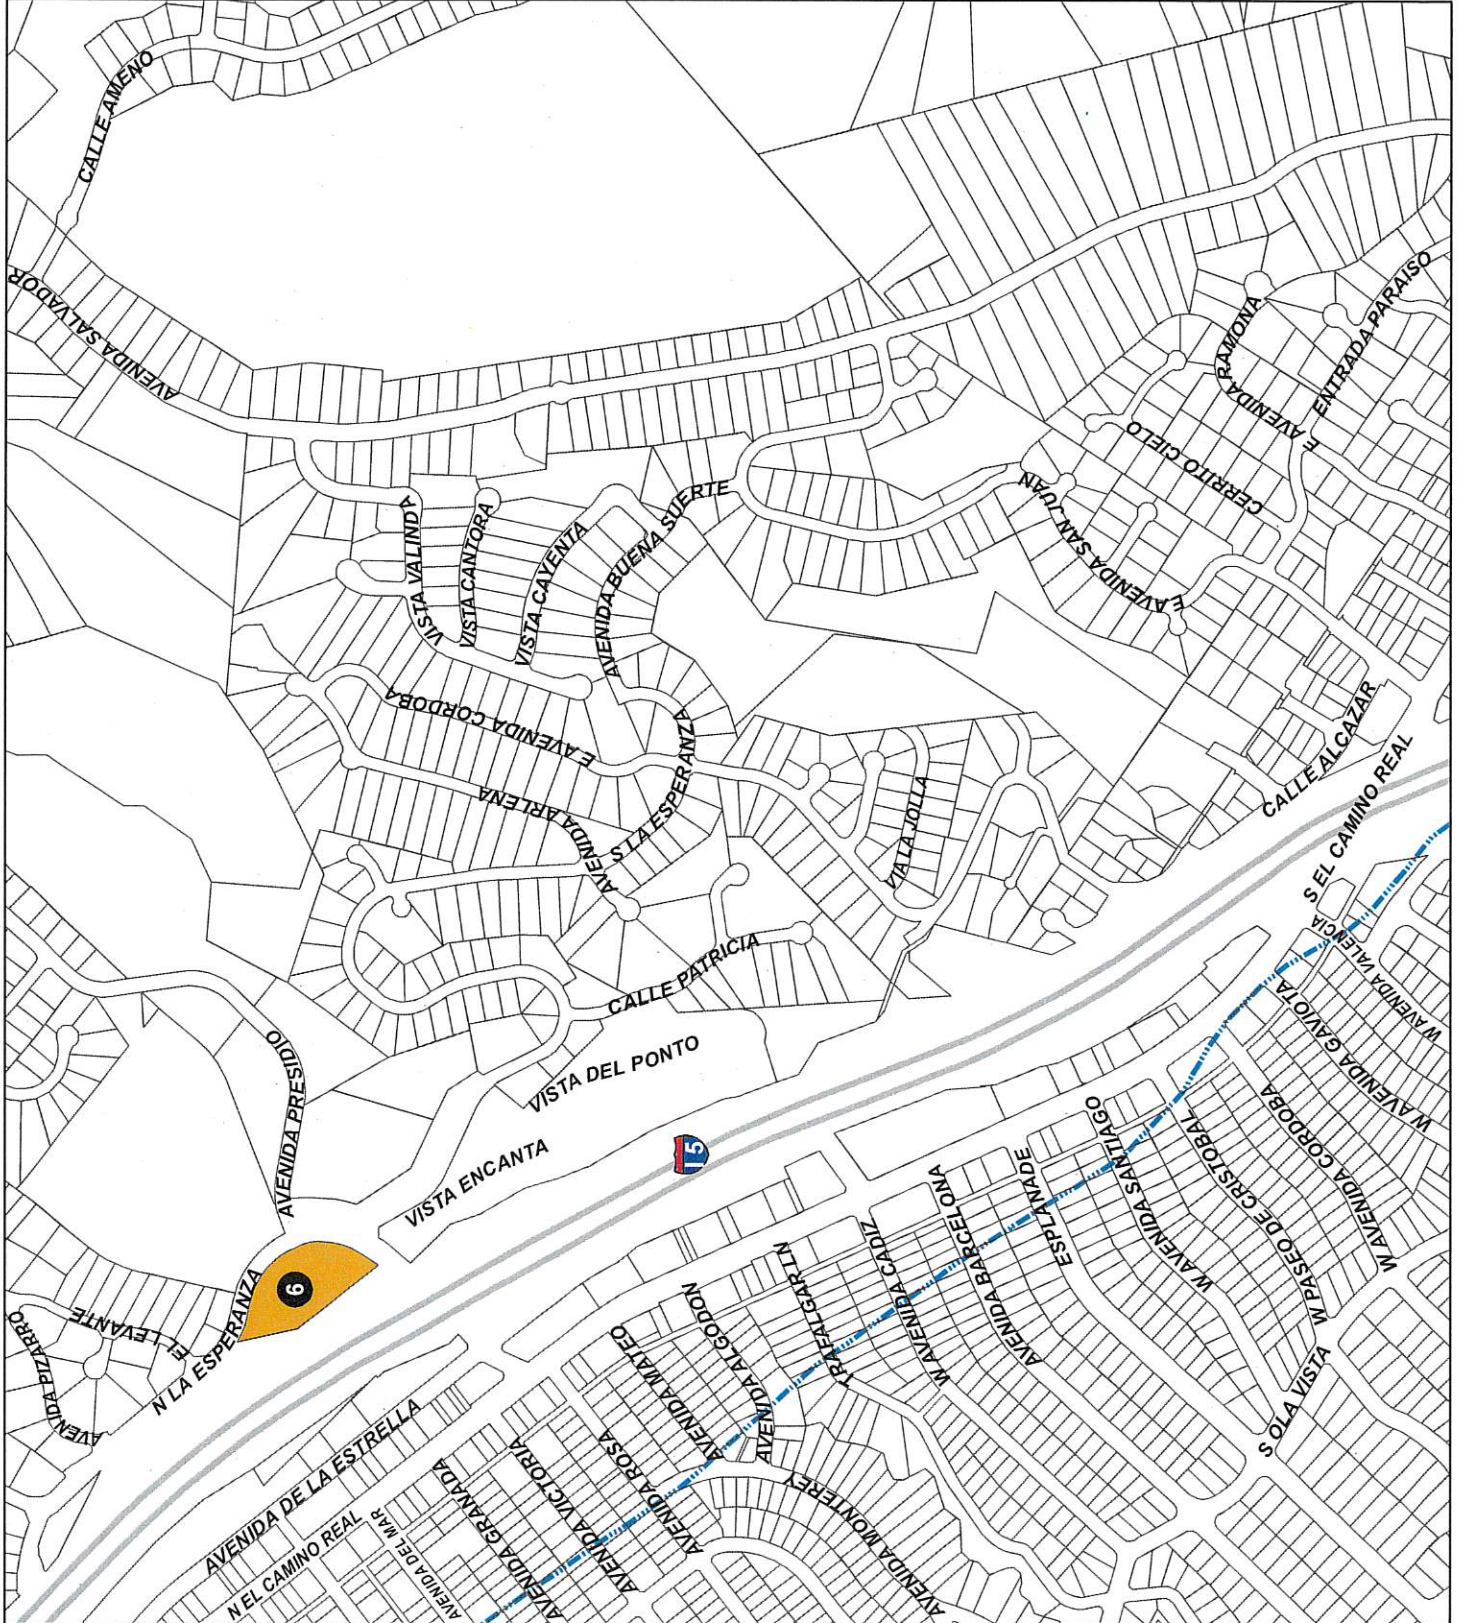 CALLE AMENO
AVENIDA SALVADOR
E AVENIDA RAMONA
ENTRADA PARAISO
CERRITO CIELO
E AVENIDA SAN JUAN
VISTA VALINDA
VISTA CANTORA
VISTA CAYENTA
AVENIDA BUENA SUERTE
E AVENIDA CORDOBA
AVENIDA ARLENA
S LA ESPERANZA
VIA LA JOLLA
CALLE ALCAZAR
S EL CAMINO REAL
CALLE PATRICIA
VISTA DEL PONTO
VISTA ENCANTA
AVENIDA PRESIDIO
5
6
N LA ESPERANZA
EL LEVANTE
AVENIDA PIZARRO
AVENIDA DE LA ESTRELLA
N EL CAMINO REAL
AVENIDA DEL MAR
AVENIDA GRANADA
AVENIDA VICTORIA
AVENIDA ROSA
AVENIDA MATEO
AVENIDA ALGODON
TRAFALGAR LN
W AVENIDA CADIZ
AVENIDA BARCELONA
ESPLANADE
W AVENIDA SANTIAGO
W PASEO DE CRISTOBAL
W AVENIDA CORDOBA
W AVENIDA GAVIOTA
W AVENIDA VALENCIA
S OLA VISTA
AVENIDA MONTEREY